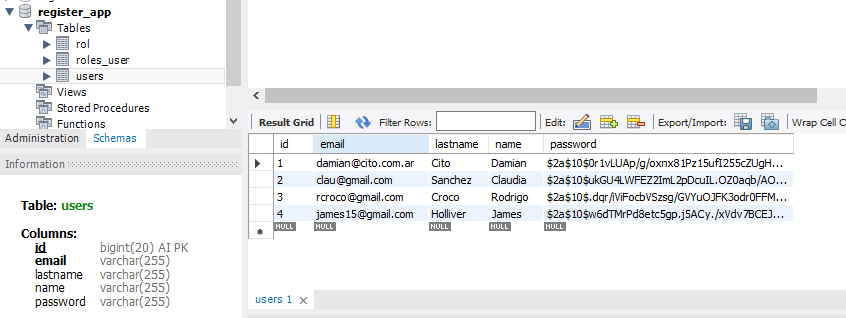 register_app
Tables
rol
roles_user
users
Views
Stored Procedures
Functions
Administration Schemas
Information
Table: users
Columns:
id bigint(20) AI PK
email varchar(255)
lastname varchar(255)
name varchar(255)
password varchar(255)
Result Grid Filter Rows: Edit: Export/Import: Wrap Cell C
id email lastname name password
1 damian@cito.com.ar Cito Damian $2a$10$0r1vLUAp/g/oxnx81Pz15ufI255cZUgH...
2 clau@gmail.com Sanchez Claudia $2a$10$ukGU4LWFEZ2ImL2pDcuIL.OZ0aqb/AO...
3 rcroco@gmail.com Croco Rodrigo $2a$10$.dqr/iViFocbVSzsg/GVYuOJFK3odr0FFM...
4 james15@gmail.com Holliver James $2a$10$w6dTMrPd8etc5gp.j5ACy./xVdv7BCEJ...
NULL NULL NULL NULL NULL
users 1